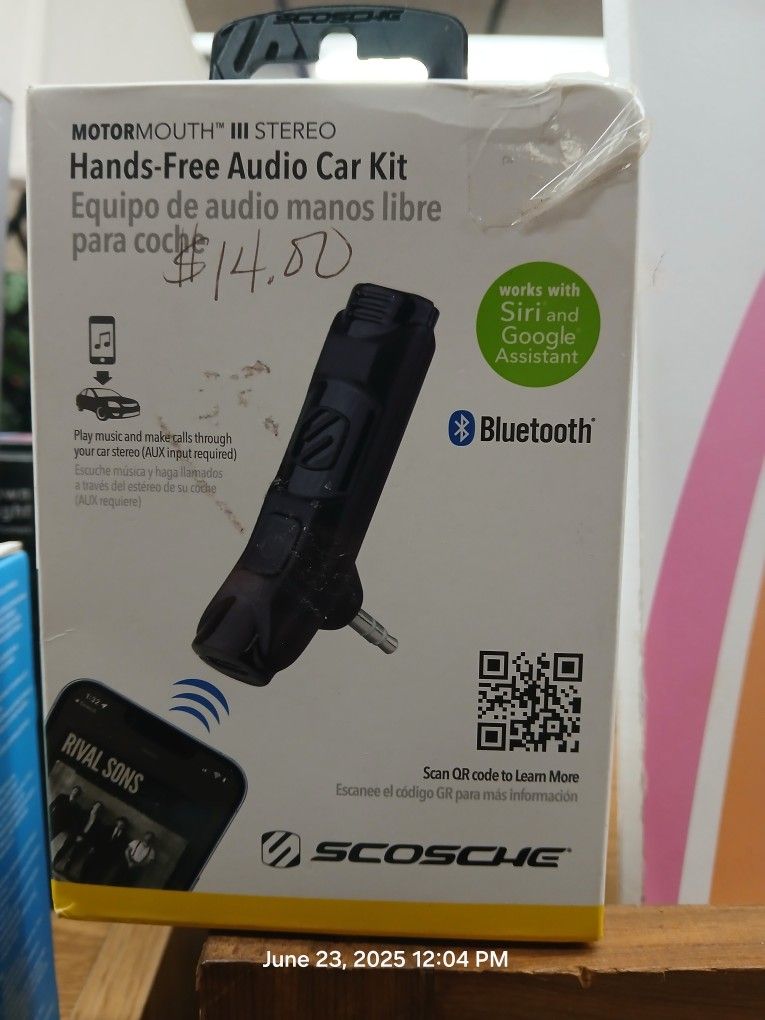 SCOSCHE
MOTORMOUTH™ III STEREO
Hands-Free Audio Car Kit
Equipo de audio manos libre
para coche
$14.00
works with
Siri and
Google
Assistant
Bluetooth®
Play music and make calls through
your car stereo (AUX input required)
Escuche música y haga llamados
a través del estéreo de su coche
(AUX requiere)
1:32
RIVAL SONS
Scan QR code to Learn More
Escanee el código GR para más información
SCOSCHE®
June 23, 2025 12:04 PM